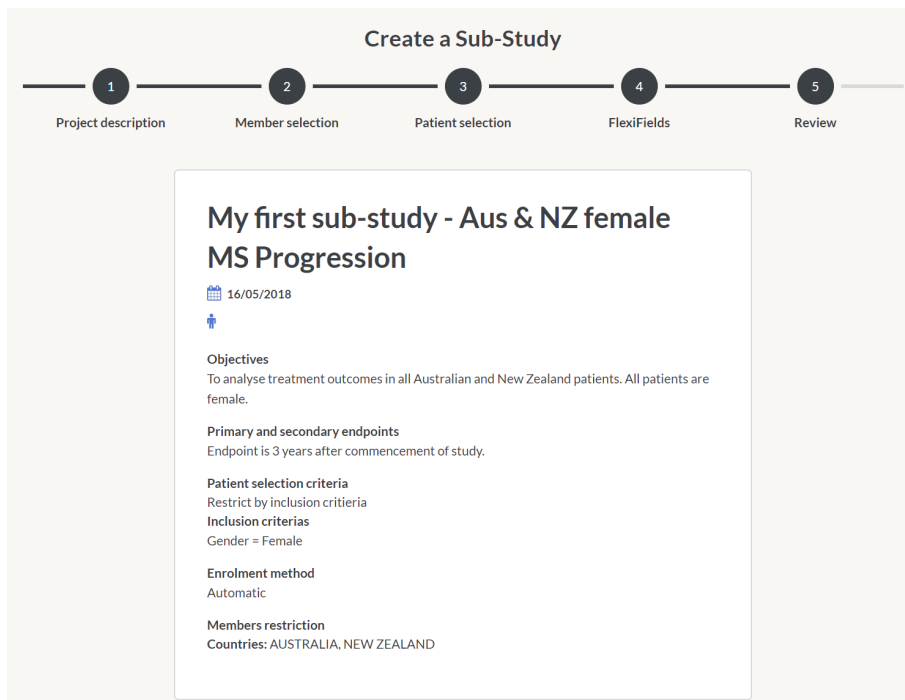 Create a Sub-Study
1 2 3 4 5
Project description Member selection Patient selection FlexiFields Review
My first sub-study - Aus & NZ female
MS Progression
16/05/2018
Objectives
To analyse treatment outcomes in all Australian and New Zealand patients. All patients are
female.
Primary and secondary endpoints
Endpoint is 3 years after commencement of study.
Patient selection criteria
Restrict by inclusion critieria
Inclusion criterias
Gender = Female
Enrolment method
Automatic
Members restriction
Countries: AUSTRALIA, NEW ZEALAND